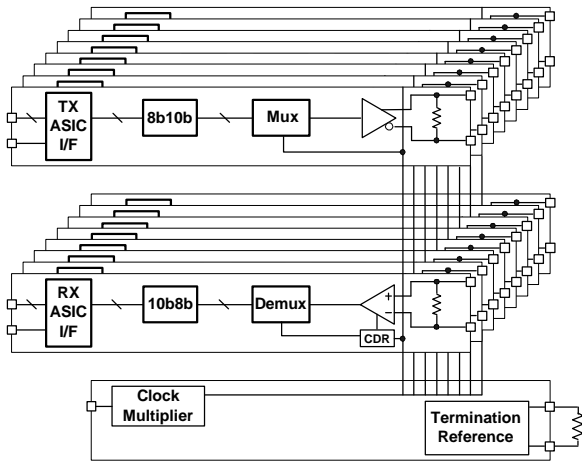 TX
ASIC
I/F
8b10b
Mux
RX
ASIC
I/F
10b8b
Demux
+
−
CDR
Clock
Multiplier
Termination
Reference